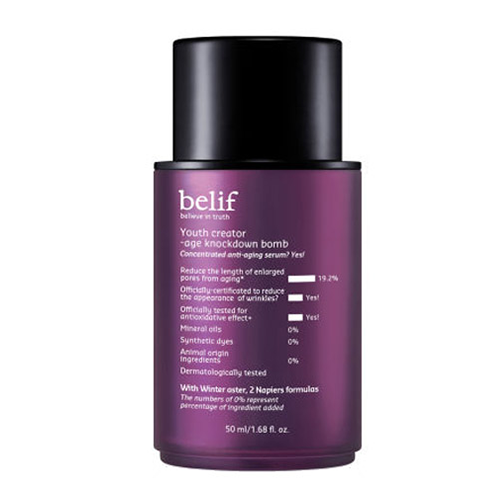 belif
believe in truth
Youth creator
-age knockdown bomb
Concentrated anti-aging serum? Yes!
Reduce the length of enlarged
pores from aging* 19.2%
Officially-certificated to reduce
the appearance of wrinkles? Yes!
Officially tested for
antioxidative effect+ Yes!
Mineral oils 0%
Synthetic dyes 0%
Animal origin
ingredients 0%
Dermatologically tested
With Winter aster, 2 Napiers formulas
The numbers of 0% represent
percentage of ingredient added
50 ml/1.68 fl. oz.